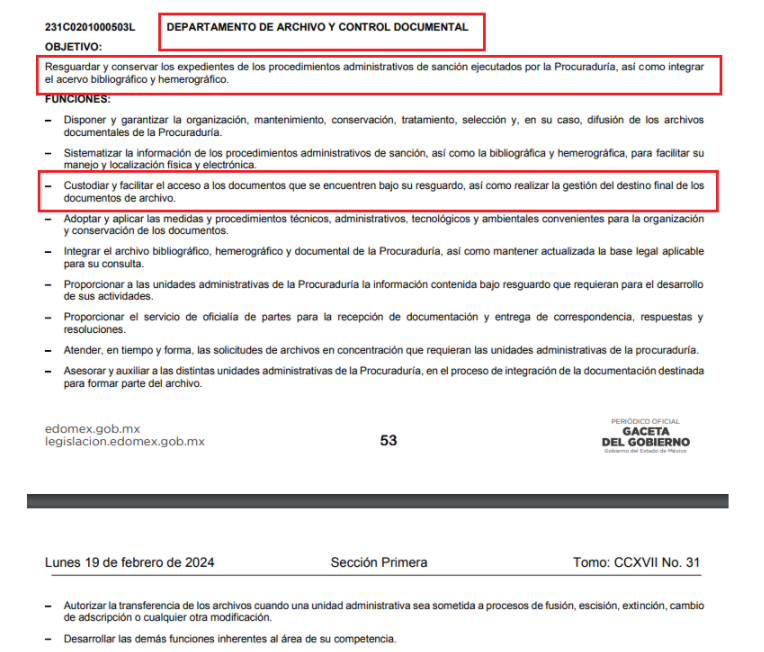 231C0201000503L DEPARTAMENTO DE ARCHIVO Y CONTROL DOCUMENTAL
OBJETIVO:
Resguardar y conservar los expedientes de los procedimientos administrativos de sanción ejecutados por la Procuraduría, así como integrar
el acervo bibliográfico y hemerográfico.
FUNCIONES:
– Disponer y garantizar la organización, mantenimiento, conservación, tratamiento, selección y, en su caso, difusión de los archivos
documentales de la Procuraduría.
– Sistematizar la información de los procedimientos administrativos de sanción, así como la bibliográfica y hemerográfica, para facilitar su
manejo y localización física y electrónica.
– Custodiar y facilitar el acceso a los documentos que se encuentren bajo su resguardo, así como realizar la gestión del destino final de los
documentos de archivo.
– Adoptar y aplicar las medidas y procedimientos técnicos, administrativos, tecnológicos y ambientales convenientes para la organización
y conservación de los documentos.
– Integrar el archivo bibliográfico, hemerográfico y documental de la Procuraduría, así como mantener actualizada la base legal aplicable
para su consulta.
– Proporcionar a las unidades administrativas de la Procuraduría la información contenida bajo resguardo que requieran para el desarrollo
de sus actividades.
– Proporcionar el servicio de oficialía de partes para la recepción de documentación y entrega de correspondencia, respuestas y
resoluciones.
– Atender, en tiempo y forma, las solicitudes de archivos en concentración que requieran las unidades administrativas de la procuraduría.
– Asesorar y auxiliar a las distintas unidades administrativas de la Procuraduría, en el proceso de integración de la documentación destinada
para formar parte del archivo.
edomex.gob.mx
legislacion.edomex.gob.mx
53
PERIÓDICO OFICIAL
GACETA
DEL GOBIERNO
Gobierno del Estado de México
Lunes 19 de febrero de 2024 Sección Primera Tomo: CCXVII No. 31
– Autorizar la transferencia de los archivos cuando una unidad administrativa sea sometida a procesos de fusión, escisión, extinción, cambio
de adscripción o cualquier otra modificación.
– Desarrollar las demás funciones inherentes al área de su competencia.